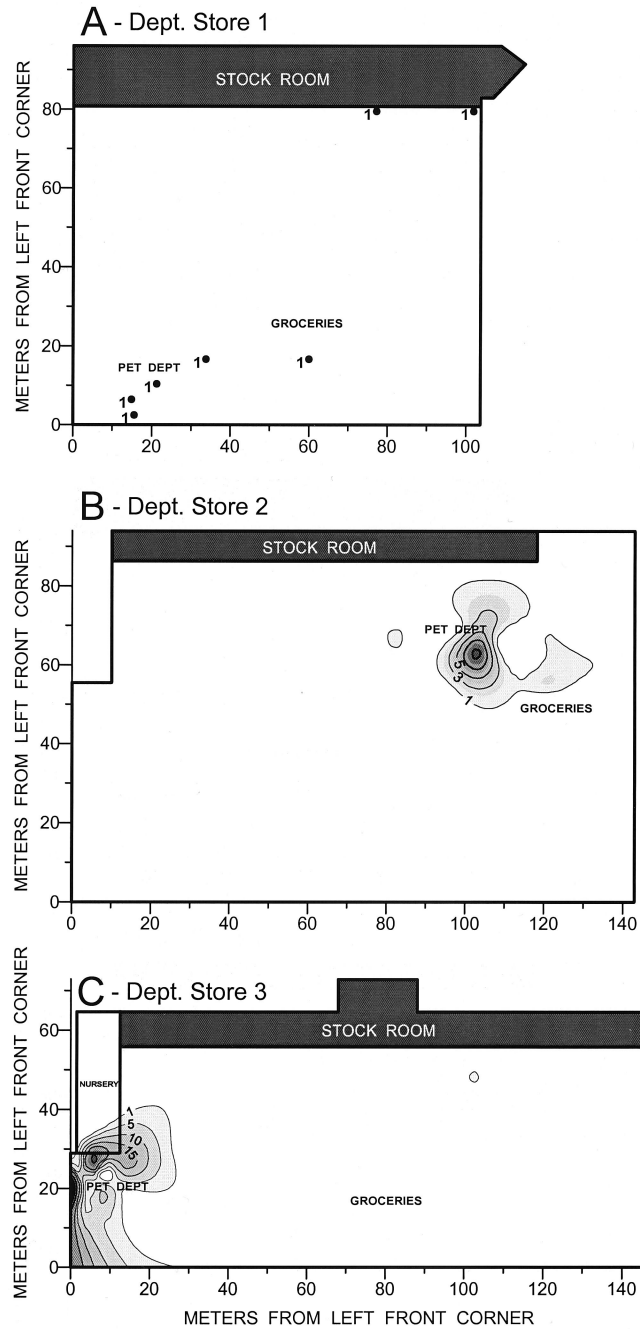 A - Dept. Store 1
METERS FROM LEFT FRONT CORNER
STOCK ROOM
80
1 1
60
40
GROCERIES
20
1 1
PET DEPT
1
1
1
0
0 20 40 60 80 100
B - Dept. Store 2
METERS FROM LEFT FRONT CORNER
STOCK ROOM
80
PET DEPT
60
5
3
1
GROCERIES
40
20
0
0 20 40 60 80 100 120 140
C - Dept. Store 3
METERS FROM LEFT FRONT CORNER
60
STOCK ROOM
NURSERY
40
1
5
10
15
20
PET DEPT
GROCERIES
0
0 20 40 60 80 100 120 140
METERS FROM LEFT FRONT CORNER